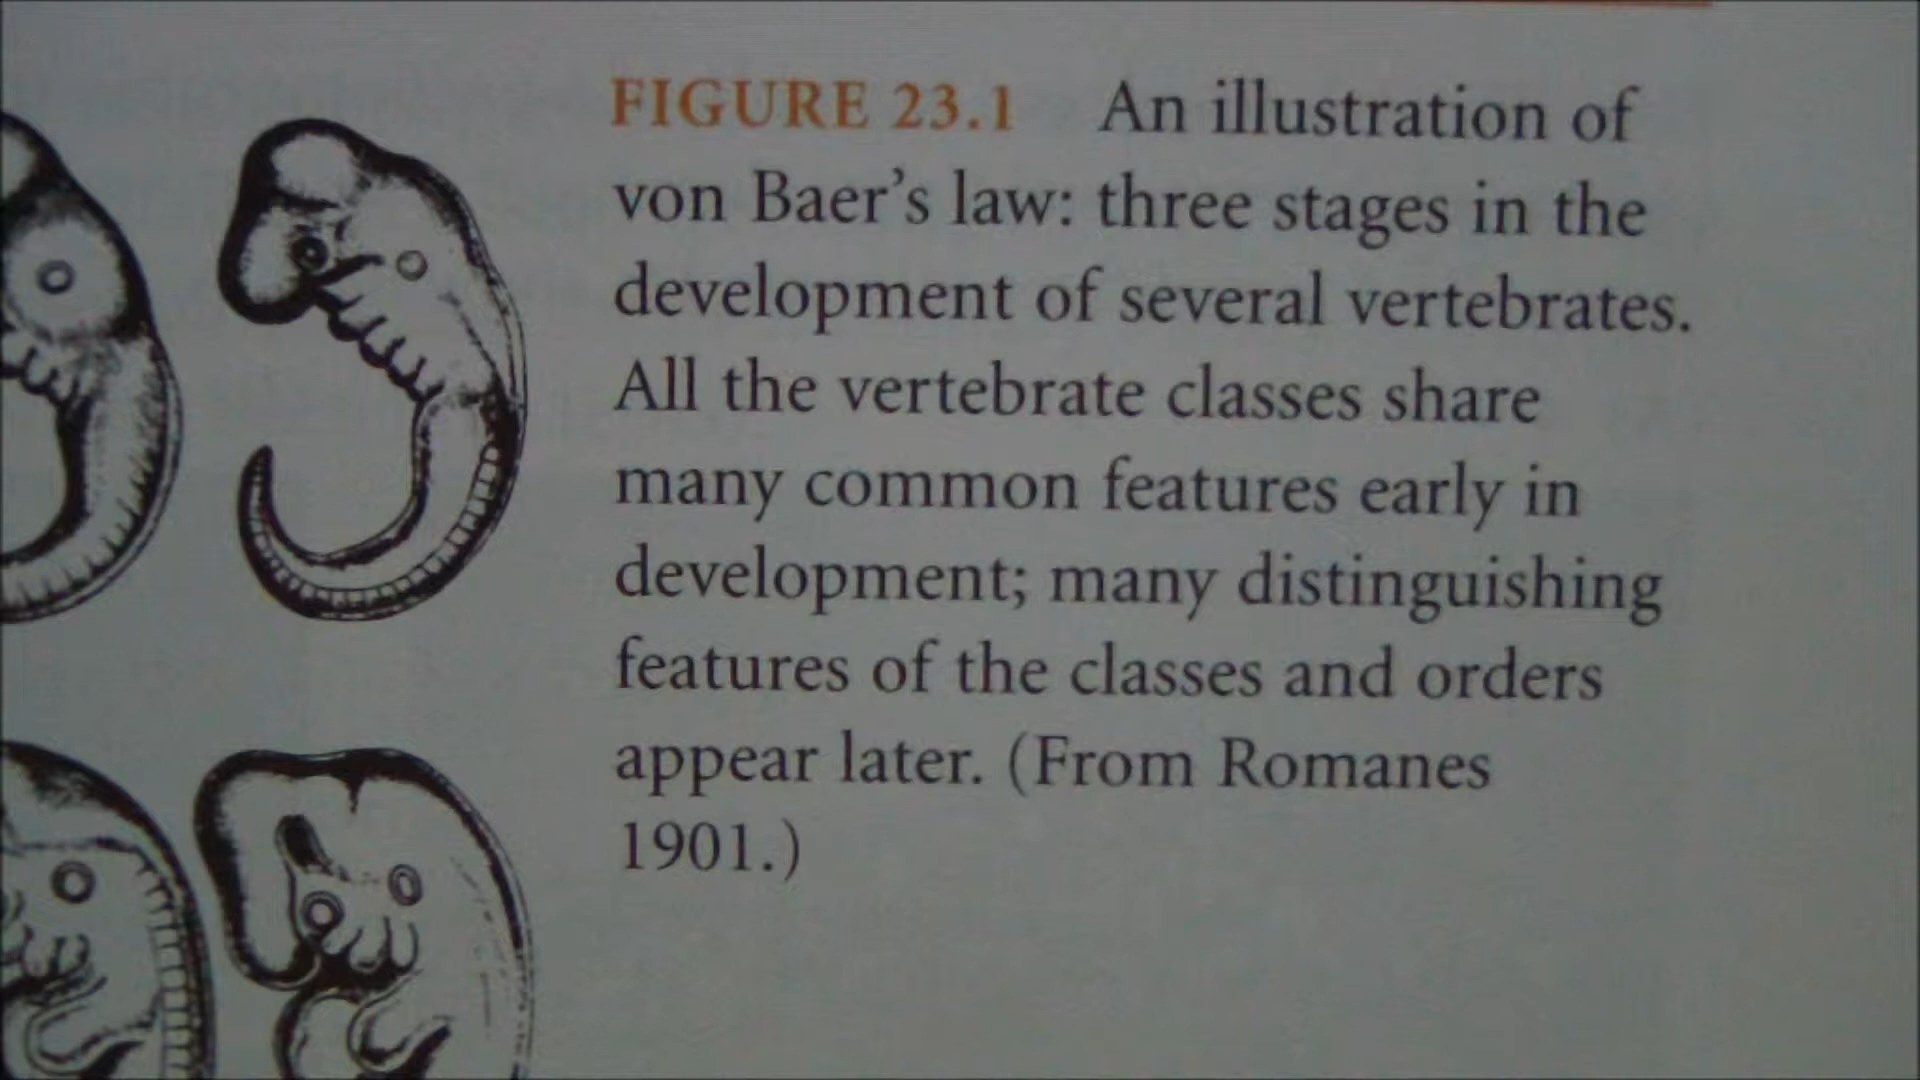 FIGURE 23.1 An illustration of
von Baer's law: three stages in the
development of several vertebrates.
All the vertebrate classes share
many common features early in
development; many distinguishing
features of the classes and orders
appear later. (From Romanes
1901.)